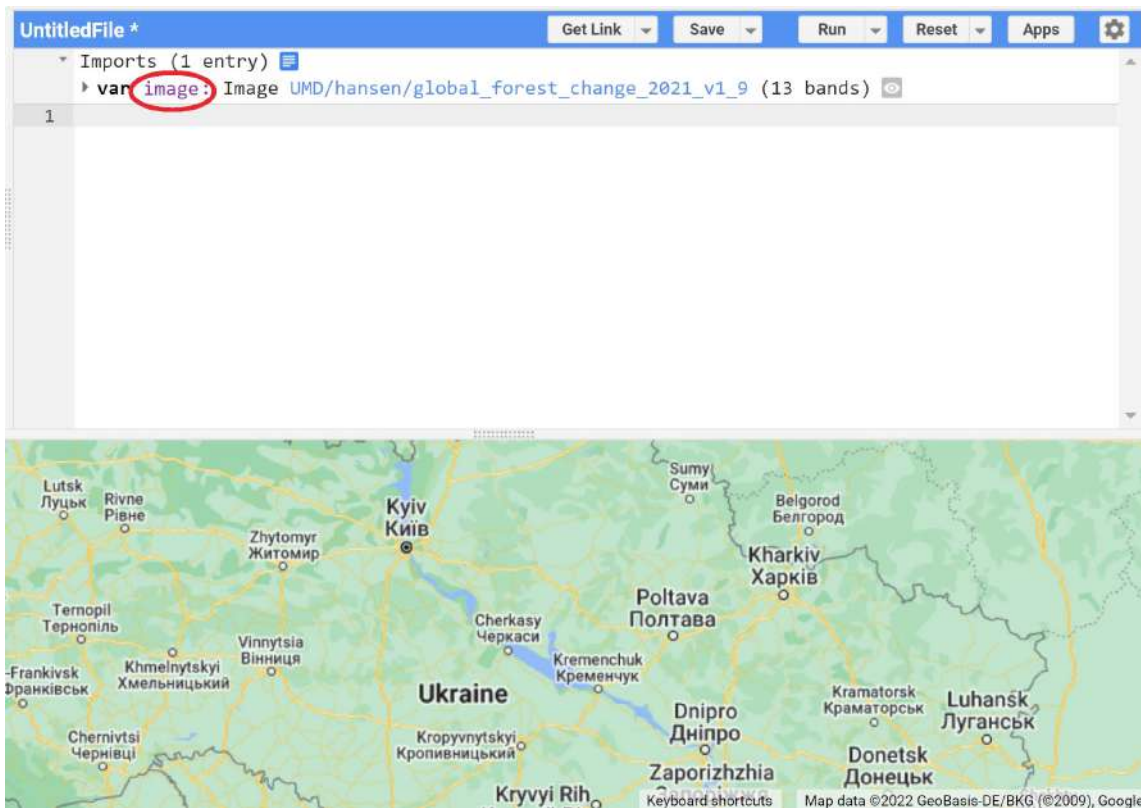 UntitledFile *
Get Link
Save
Run
Reset
Apps
Imports (1 entry)
var image: Image UMD/hansen/global_forest_change_2021_v1_9 (13 bands)
1
Lutsk
Луцьк
Rivne
Рівне
Kyiv
Київ
Sumy
Суми
Belgorod
Белгород
Zhytomyr
Житомир
Kharkiv
Харків
Poltava
Полтава
Ternopil
Тернопіль
Cherkasy
Черкаси
Vinnytsia
Вінниця
Khmelnytskyi
Хмельницький
-Frankivsk
Франківськ
Kremenchuk
Кременчук
Ukraine
Kramatorsk
Краматорськ
Luhansk
Луганськ
Dnipro
Дніпро
Chernivtsi
Чернівці
Kropyvnytskyi
Кропивницький
Donetsk
Донецьк
Zaporizhzhia
Запоріжжя
Kryvyi Rih
Keyboard shortcuts
Map data ©2022 GeoBasis-DE/BKG (©2009), Google